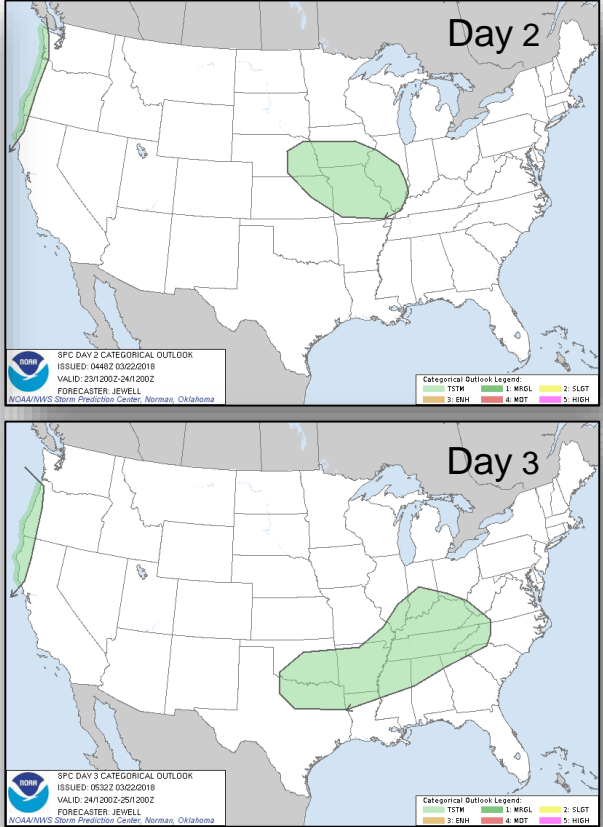 Day 2
NOAA
SPC DAY 2 CATEGORICAL OUTLOOK
ISSUED: 0448Z 03/22/2018
VALID: 23/1200Z-24/1200Z
FORECASTER: JEWELL
NOAA/NWS Storm Prediction Center, Norman, Oklahoma
Categorical Outlook Legend:
TSTM 1: MRGL 2: SLGT
3: ENH 4: MDT 5: HIGH
Day 3
NOAA
SPC DAY 3 CATEGORICAL OUTLOOK
ISSUED: 0532Z 03/22/2018
VALID: 24/1200Z-25/1200Z
FORECASTER: JEWELL
NOAA/NWS Storm Prediction Center, Norman, Oklahoma
Categorical Outlook Legend:
TSTM 1: MRGL 2: SLGT
3: ENH 4: MDT 5: HIGH